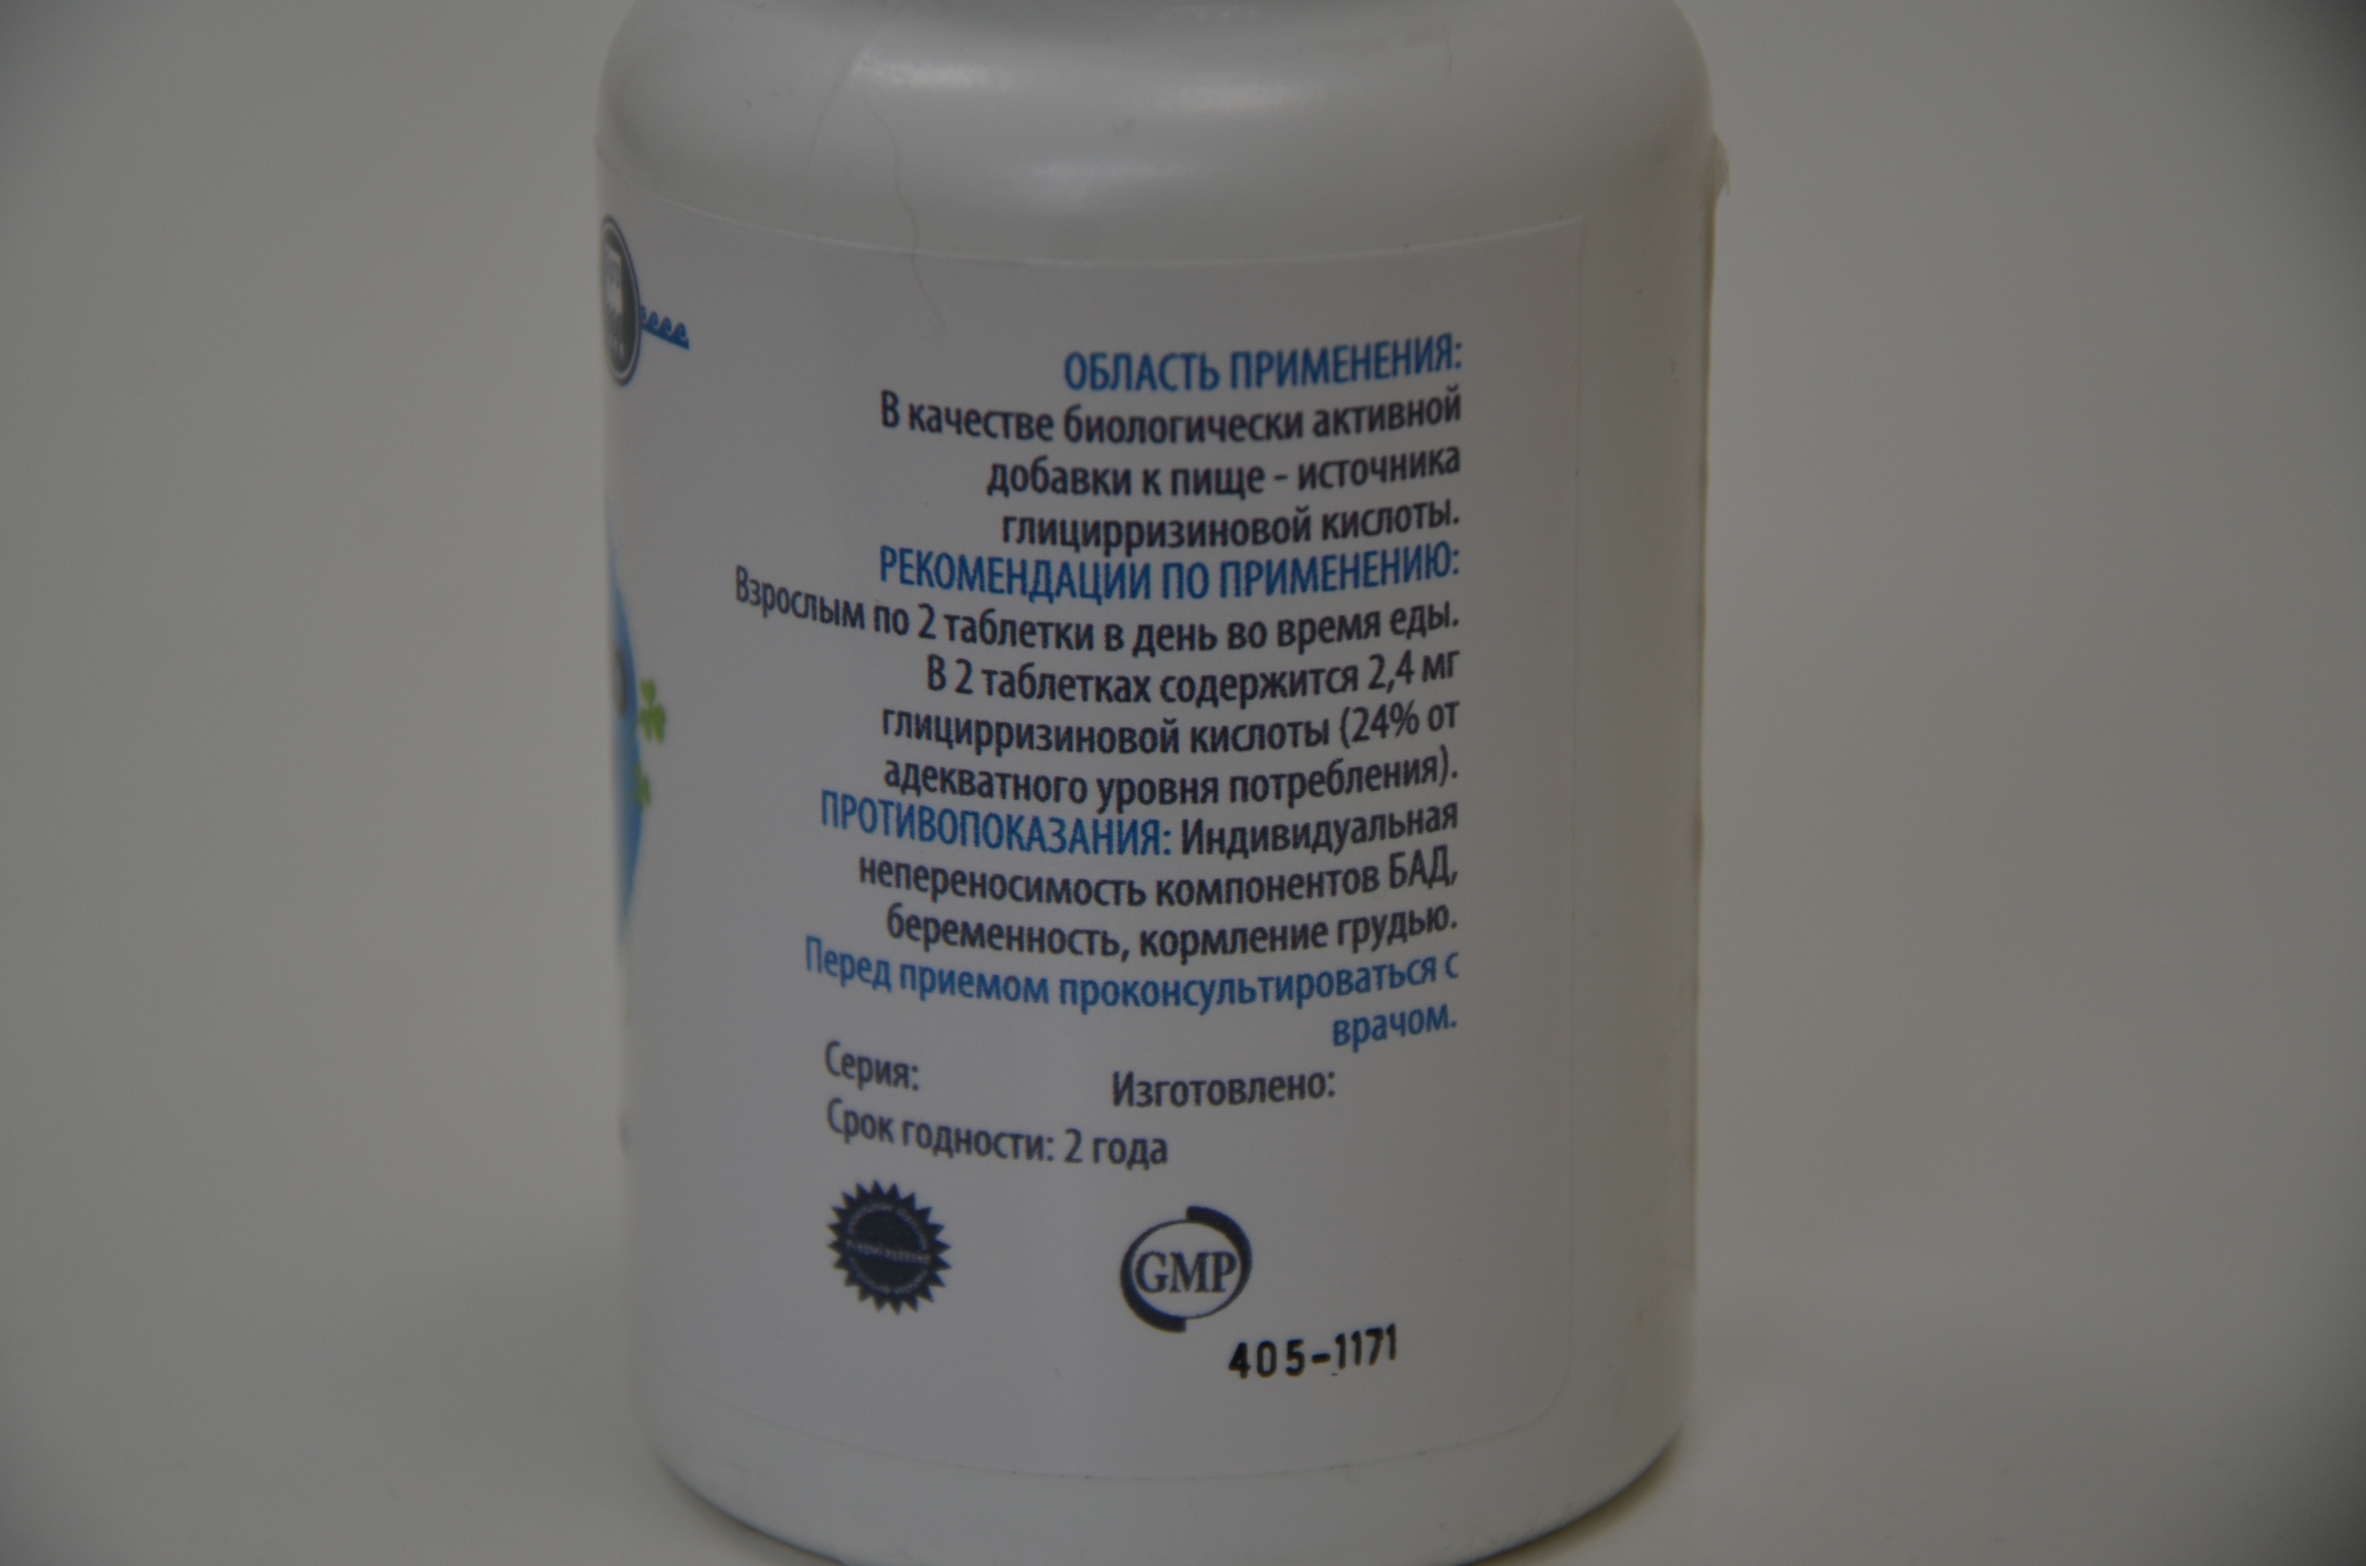 ОБЛАСТЬ ПРИМЕНЕНИЯ:
В качестве биологически активной
добавки к пище - источника
глицирризиновой кислоты.
РЕКОМЕНДАЦИИ ПО ПРИМЕНЕНИЮ:
Взрослым по 2 таблетки в день во время еды.
В 2 таблетках содержится 2,4 мг
глицирризиновой кислоты (24% от
адекватного уровня потребления).
ПРОТИВОПОКАЗАНИЯ: Индивидуальная
непереносимость компонентов БАД,
беременность, кормление грудью.
Перед приемом проконсультироваться с
врачом.
Серия: Изготовлено:
Срок годности: 2 года
GMP
405-1171